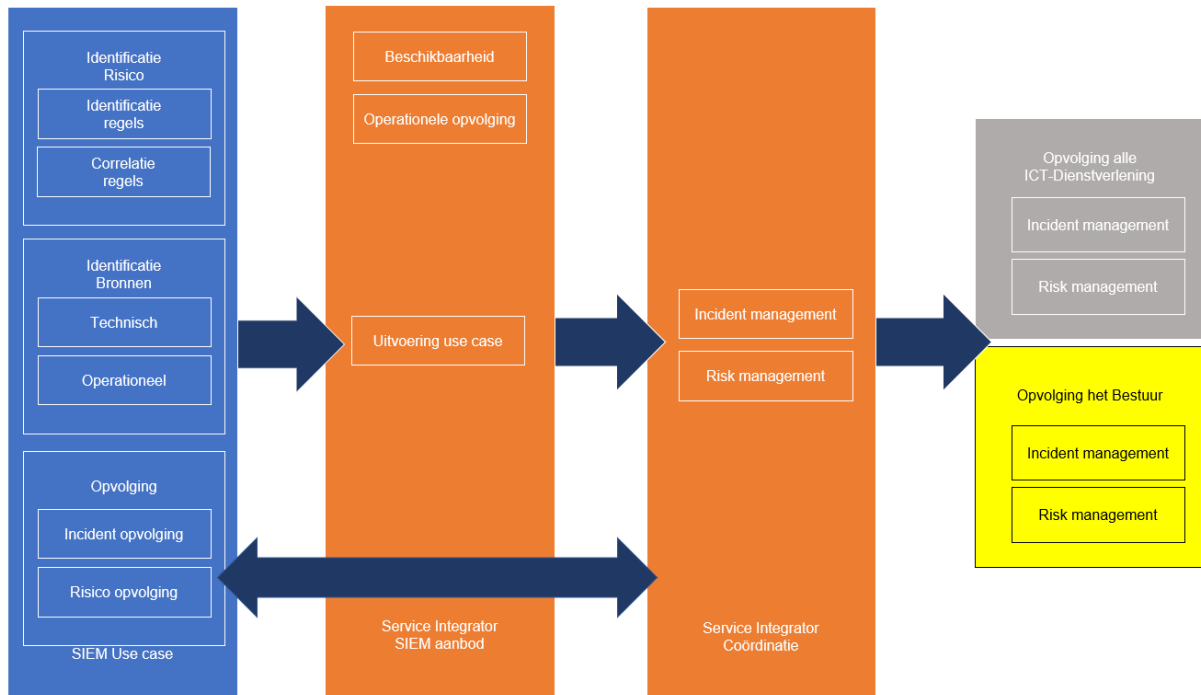 Identificatie
Risico
Identificatie
regels
Correlatie
regels
Identificatie
Bronnen
Technisch
Operationeel
Opvolging
Incident opvolging
Risico opvolging
SIEM Use case
Beschikbaarheid
Operationele opvolging
Uitvoering use case
Service Integrator
SIEM aanbod
Incident management
Risk management
Service Integrator
Coördinatie
Opvolging alle
ICT-Dienstverlening
Incident management
Risk management
Opvolging het Bestuur
Incident management
Risk management